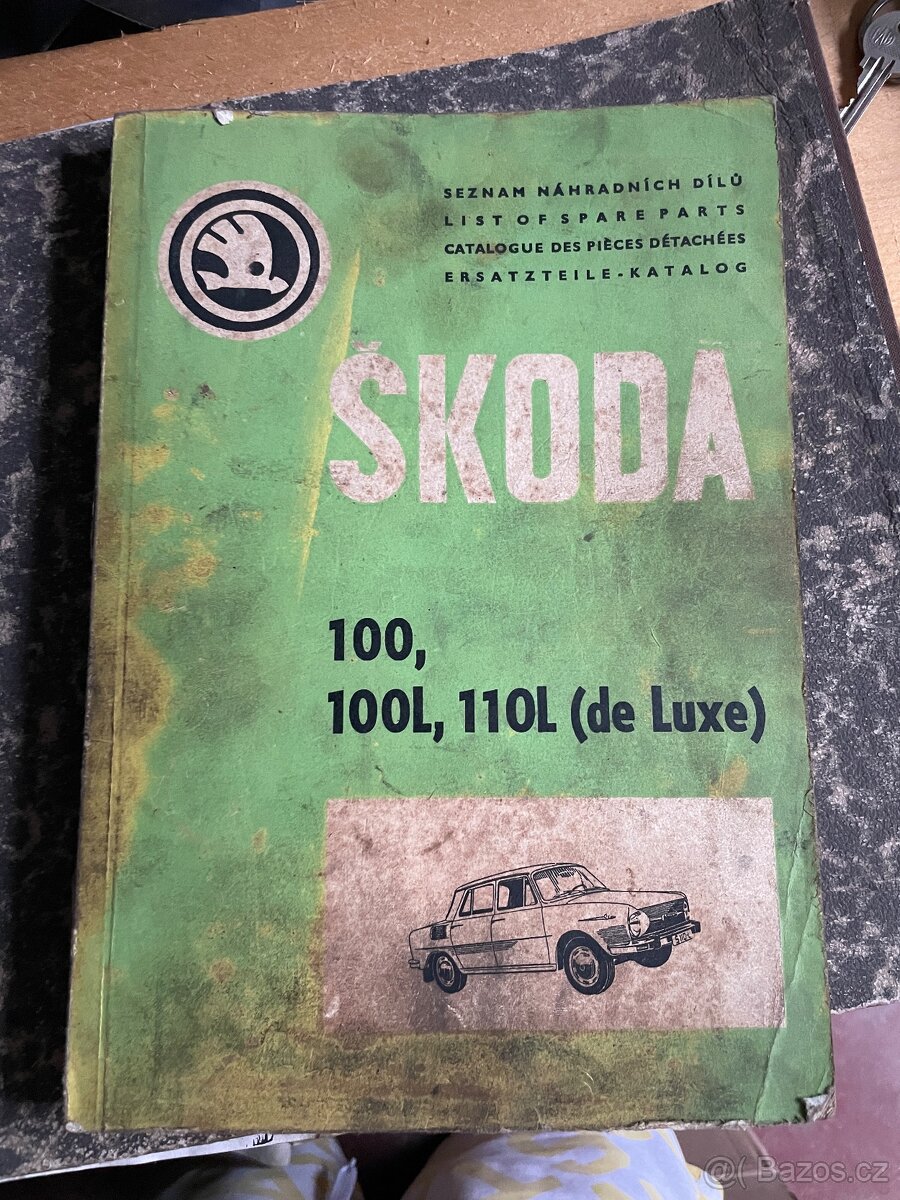 SEZNAM NÁHRADNÍCH DÍLŮ
LIST OF SPARE PARTS
CATALOGUE DES PIÈCES DÉTACHÉES
ERSATZTEILE-KATALOG
ŠKODA
100,
100L, 110L (de Luxe)
@( Bazos.cz